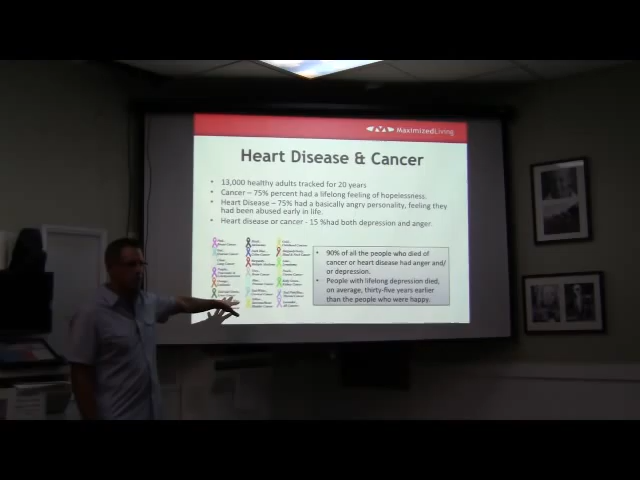 MaximizedLiving
Heart Disease & Cancer
• 13,000 healthy adults tracked for 20 years
• Cancer – 75% percent had a lifelong feeling of hopelessness.
• Heart Disease – 75% had a basically angry personality, feeling they
had been abused early in life.
• Heart disease or cancer - 15 %had both depression and anger.
• 90% of all the people who died of
cancer or heart disease had anger and/
or depression.
• People with lifelong depression died,
on average, thirty-five years earlier
than the people who were happy.